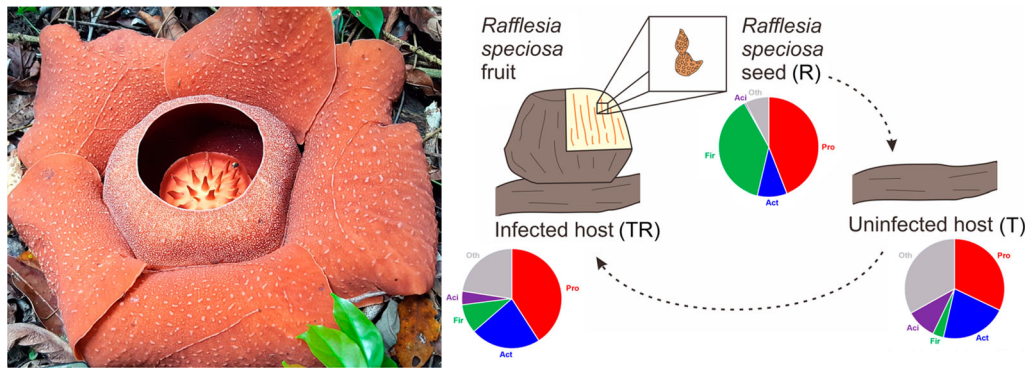 Rafflesia
speciosa
fruit
Rafflesia
speciosa
seed (R)
Aci
Oth
Fir
Pro
Act
Infected host (TR)
Uninfected host (T)
Oth
Pro
Aci
Fir
Act
Oth
Pro
Aci
Fir
Act